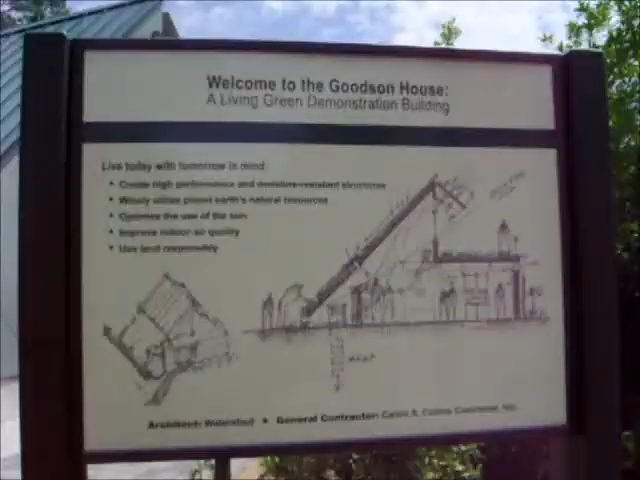 Welcome to the Goodson House:
A Living Green Demonstration Building
Live today with tomorrow in mind:
• Create high performance and moisture-resistant structures
• Wisely utilize planet earth's natural resources
• Optimize the use of the sun
• Improve indoor air quality
• Use land responsibly
Architect: Watershed • General Contractor: